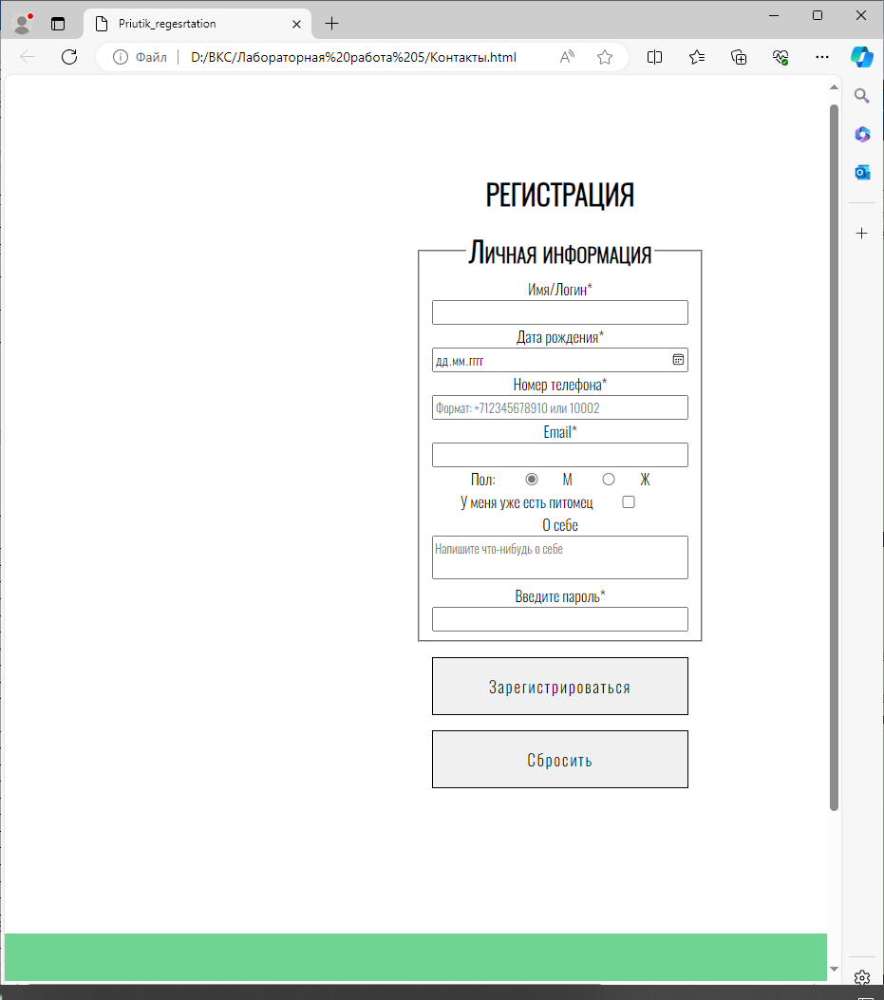 Priutik_regesrtation
Файл
D:/ВКС/Лабораторная%20работа%205/Контакты.html
РЕГИСТРАЦИЯ
Личная информация
Имя/Логин*
Дата рождения*
дд.мм.гггг
Номер телефона*
Формат: +712345678910 или 10002
Email*
Пол: М Ж
У меня уже есть питомец
О себе
Напишите что-нибудь о себе
Введите пароль*
Зарегистрироваться
Сбросить